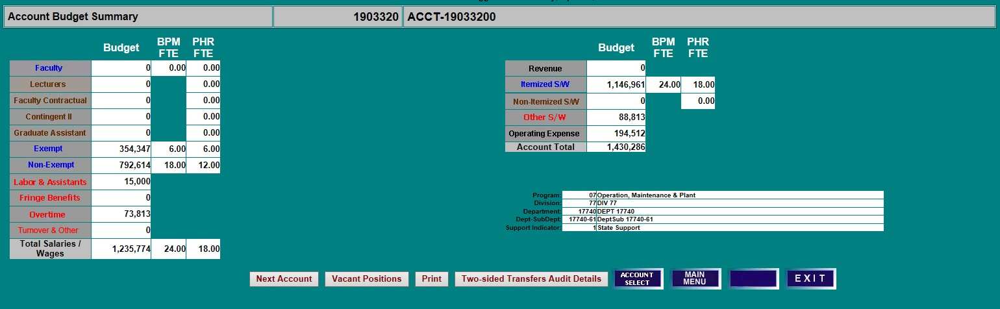 Account Budget Summary 1903320 ACCT-19033200
Budget BPM FTE PHR FTE
Faculty 0 0.00 0.00
Lecturers 0 0.00
Faculty Contractual 0 0.00
Contingent II 0 0.00
Graduate Assistant 0 0.00
Exempt 354,347 6.00 6.00
Non-Exempt 792,614 18.00 12.00
Labor & Assistants 15,000
Fringe Benefits 0
Overtime 73,813
Turnover & Other 0
Total Salaries / Wages 1,235,774 24.00 18.00
Budget BPM FTE PHR FTE
Revenue 0
Itemized S/W 1,146,961 24.00 18.00
Non-Itemized S/W 0 0.00
Other S/W 88,813
Operating Expense 194,512
Account Total 1,430,286
Program: 07 Operation, Maintenance & Plant
Division: 77 DIV 77
Department: 17740 DEPT 17740
Dept-SubDept: 17740-61 DeptSub 17740-61
Support Indicator: 1 State Support
Next Account Vacant Positions Print Two-sided Transfers Audit Details ACCOUNT SELECT MAIN MENU EXIT